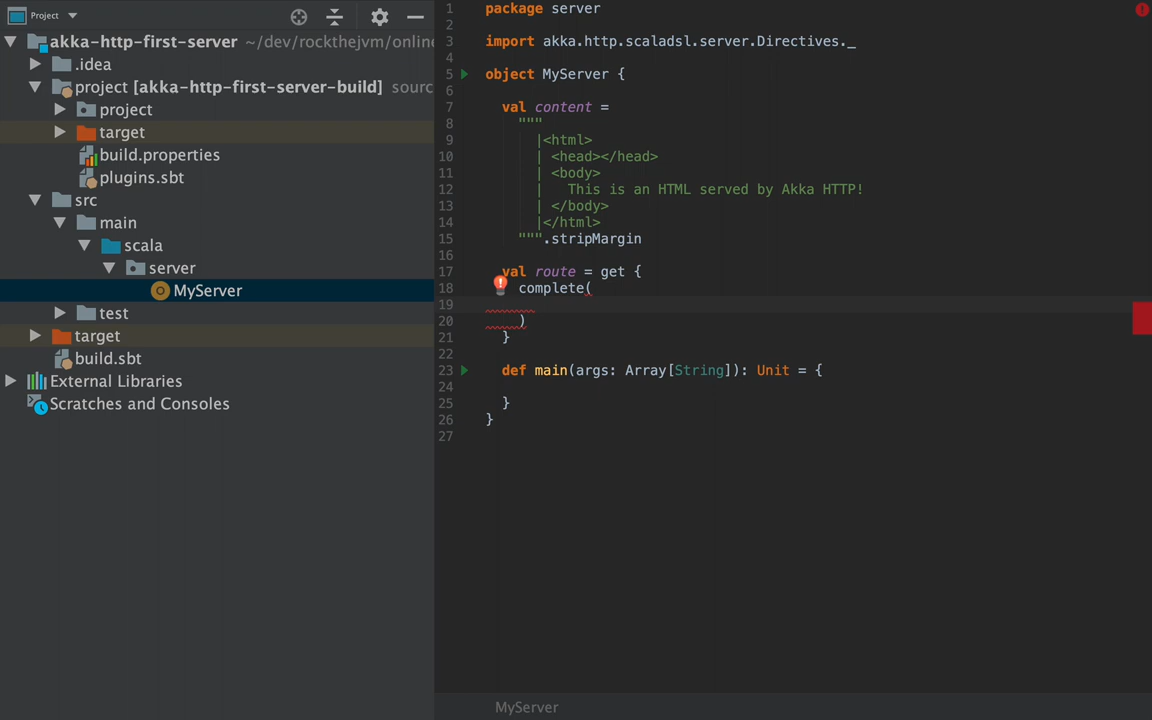 Project
akka-http-first-server ~/dev/rockthejvm/online
.idea
project [akka-http-first-server-build] sourc
project
target
build.properties
plugins.sbt
src
main
scala
server
MyServer
test
target
build.sbt
External Libraries
Scratches and Consoles
1 package server
2
3 import akka.http.scaladsl.server.Directives._
4
5 object MyServer {
6
7 val content =
8 """
9 |<html>
10 | <head></head>
11 | <body>
12 |   This is an HTML served by Akka HTTP!
13 | </body>
14 |</html>
15 """.stripMargin
16
17 val route = get {
18 complete(
19
20 )
21 }
22
23 def main(args: Array[String]): Unit = {
24
25 }
26 }
27
MyServer